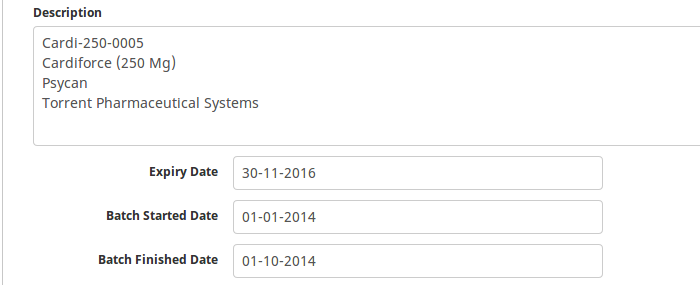 Description
Cardi-250-0005
Cardiforce (250 Mg)
Psycan
Torrent Pharmaceutical Systems
Expiry Date 30-11-2016
Batch Started Date 01-01-2014
Batch Finished Date 01-10-2014